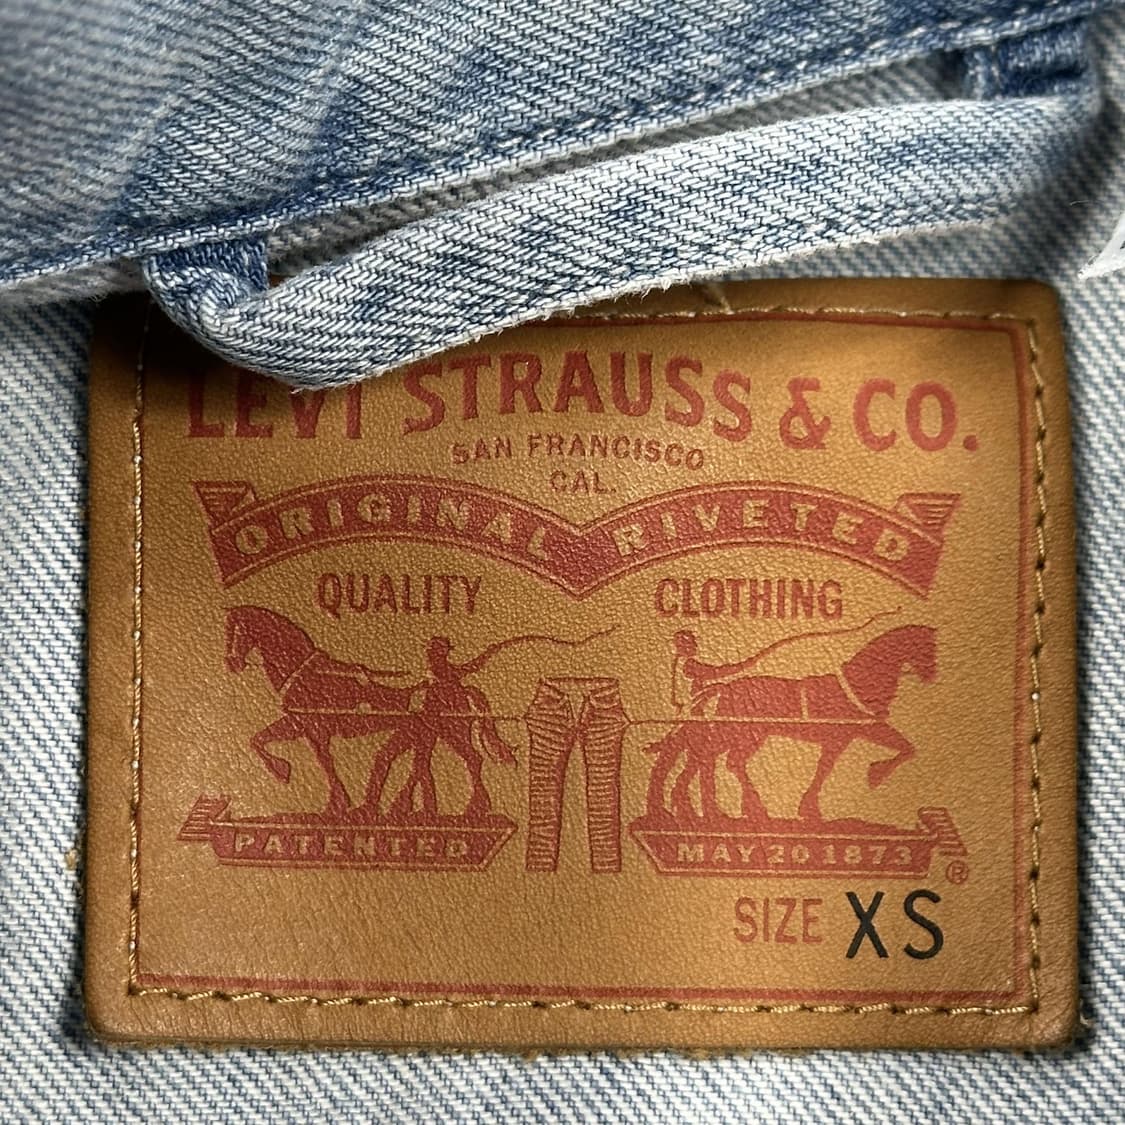 LEVI STRAUSS & CO.
SAN FRANCISCO
CAL.
ORIGINAL RIVETED
QUALITY CLOTHING
PATENTED MAY 20 1873 ®
SIZE XS